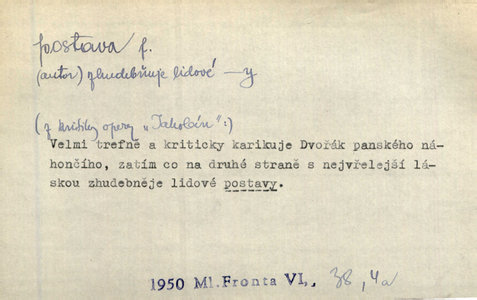 postava f.
(autor) zhudebňuje lidové —y
(z kritiky opery „Jakobín":)
Velmi trefně a kriticky karikuje Dvořák panského ná-
hončího, zatím co na druhé straně s nejvřelejší lá-
skou zhudebněje lidové postavy.
1950 Ml.Fronta VI,, 38, 4a